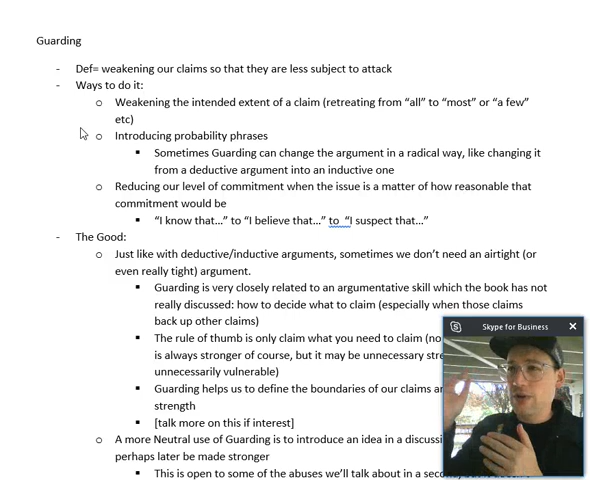 Guarding
- Def= weakening our claims so that they are less subject to attack
- Ways to do it:
o Weakening the intended extent of a claim (retreating from “all” to “most” or “a few”
etc)
o Introducing probability phrases
▪ Sometimes Guarding can change the argument in a radical way, like changing it
from a deductive argument into an inductive one
o Reducing our level of commitment when the issue is a matter of how reasonable that
commitment would be
▪ “I know that…” to “I believe that…” to “I suspect that…”
- The Good:
o Just like with deductive/inductive arguments, sometimes we don’t need an airtight (or
even really tight) argument.
▪ Guarding is very closely related to an argumentative skill which the book has not
really discussed: how to decide what to claim (especially when those claims
back up other claims)
Skype for Business
▪ The rule of thumb is only claim what you need to claim
is always stronger of course, but it may be unnecessary
unnecessarily vulnerable)
▪ Guarding helps us to define the boundaries of our claims
strength
▪ [talk more on this if interest]
o A more Neutral use of Guarding is to introduce an idea in a
perhaps later be made stronger
▪ This is open to some of the abuses we’ll talk about in a